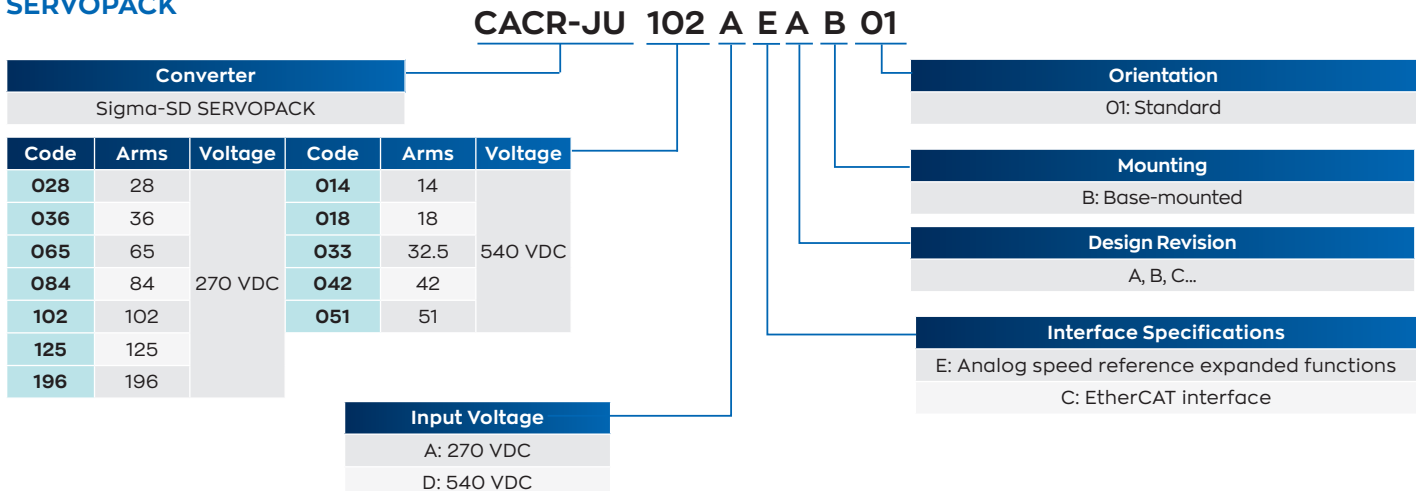 SERVOPACK
CACR-JU 102 A E A B 01
Converter
Sigma-SD SERVOPACK
Code Arms Voltage Code Arms Voltage
028 28 014 14
036 36 018 18
065 65 033 32.5 540 VDC
084 84 270 VDC 042 42
102 102 051 51
125 125
196 196
Input Voltage
A: 270 VDC
D: 540 VDC
Orientation
01: Standard
Mounting
B: Base-mounted
Design Revision
A, B, C...
Interface Specifications
E: Analog speed reference expanded functions
C: EtherCAT interface